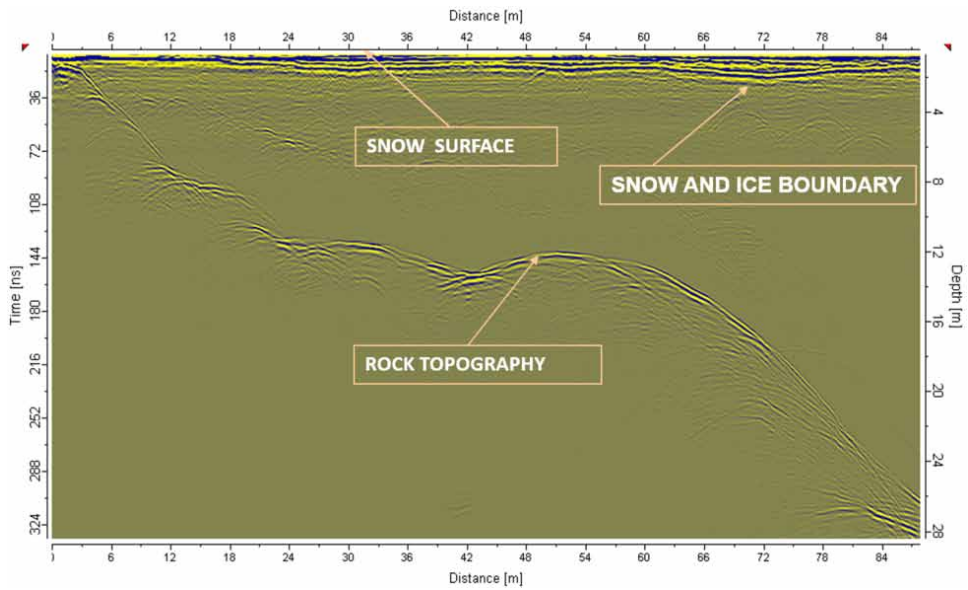 Distance [m]
0 6 12 18 24 30 36 42 48 54 60 66 72 78 84
SNOW SURFACE
SNOW AND ICE BOUNDARY
ROCK TOPOGRAPHY
Time [ns]
36
72
108
144
180
216
252
288
324
Depth [m]
4
8
12
16
20
24
28
0 6 12 18 24 30 36 42 48 54 60 66 72 78 84
Distance [m]